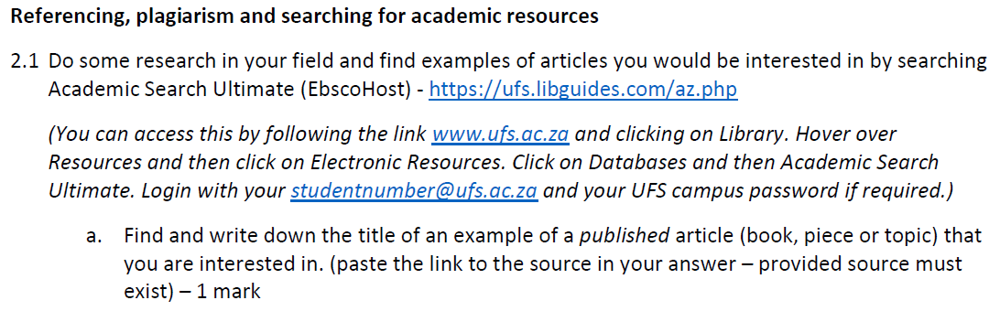 Referencing, plagiarism and searching for academic resources
2.1 Do some research in your field and find examples of articles you would be interested in by searching
Academic Search Ultimate (EbscoHost) - https://ufs.libguides.com/az.php
(You can access this by following the link www.ufs.ac.za and clicking on Library. Hover over
Resources and then click on Electronic Resources. Click on Databases and then Academic Search
Ultimate. Login with your studentnumber@ufs.ac.za and your UFS campus password if required.)
a. Find and write down the title of an example of a published article (book, piece or topic) that
you are interested in. (paste the link to the source in your answer – provided source must
exist) – 1 mark